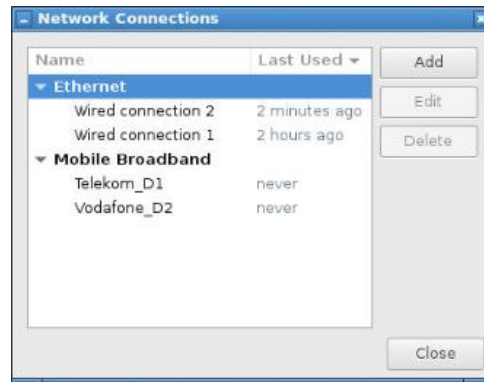 Network Connections
Name Last Used
Add
Ethernet
Edit
Wired connection 2 2 minutes ago
Wired connection 1 2 hours ago
Delete
Mobile Broadband
Telekom_D1 never
Vodafone_D2 never
Close